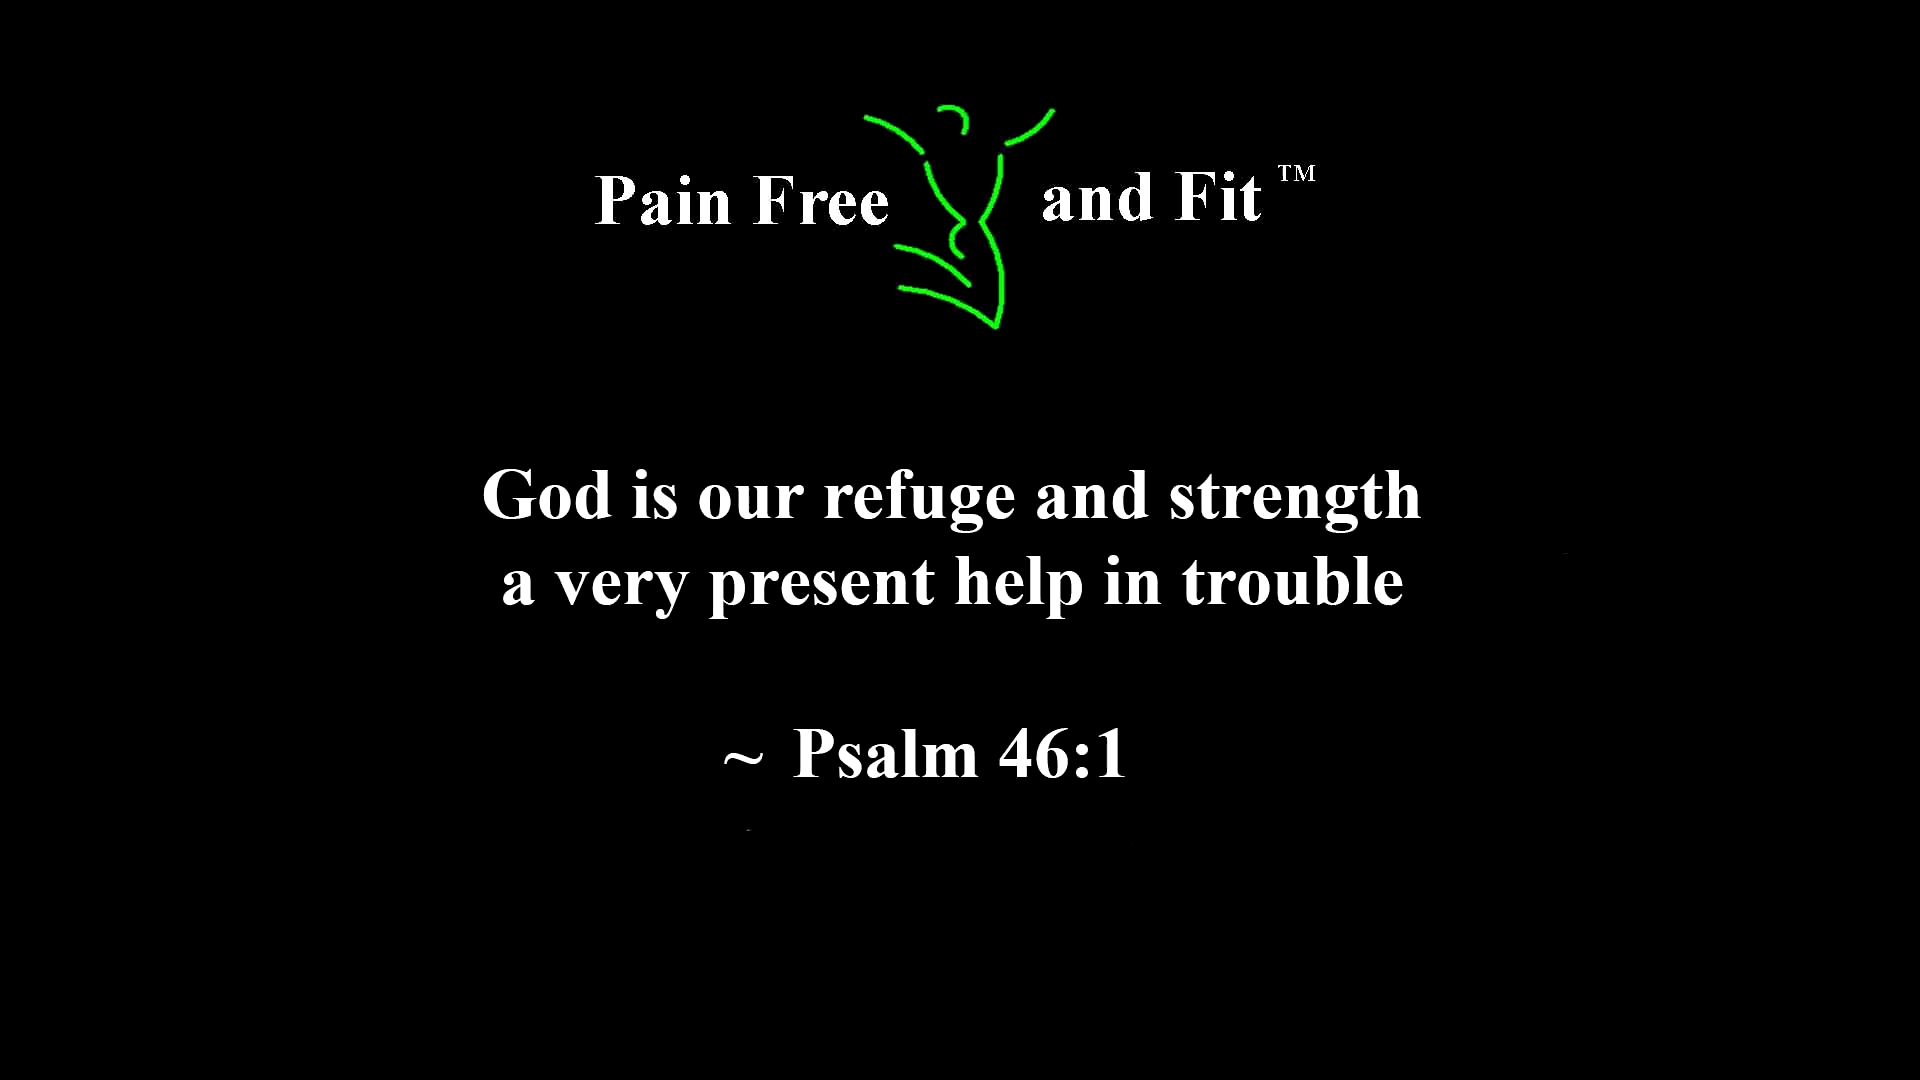 Pain Free and Fit ™
God is our refuge and strength
a very present help in trouble
~ Psalm 46:1